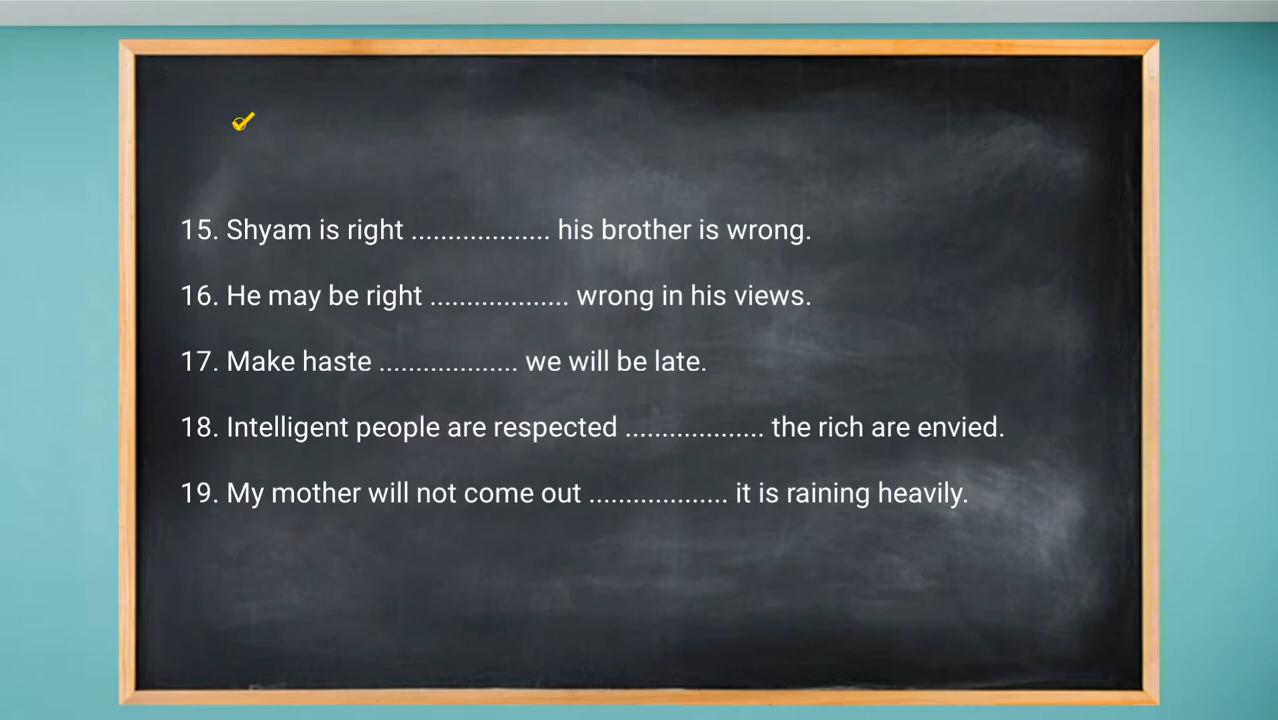 15. Shyam is right ................... his brother is wrong.
16. He may be right ................... wrong in his views.
17. Make haste ................... we will be late.
18. Intelligent people are respected ................... the rich are envied.
19. My mother will not come out ................... it is raining heavily.